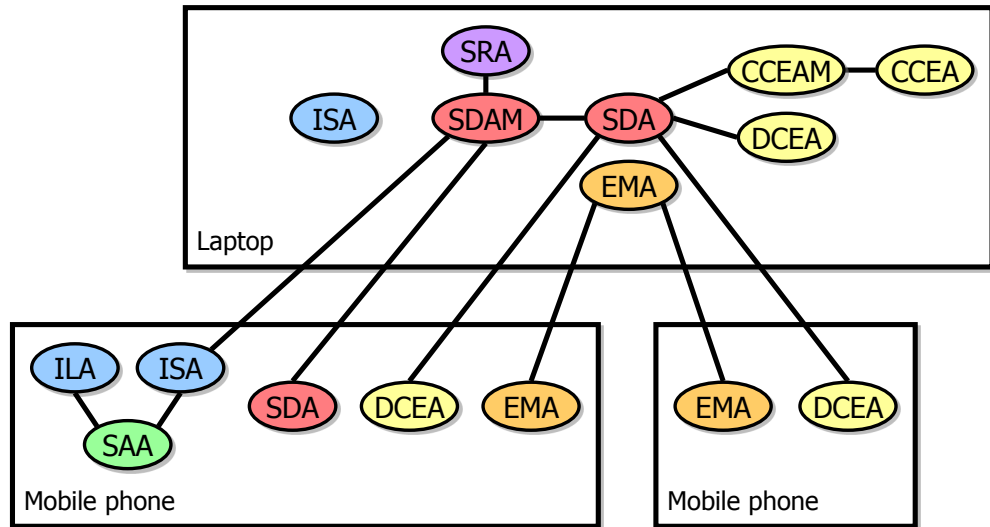 SRA
CCEAM
CCEA
ISA
SDAM
SDA
DCEA
EMA
Laptop
ILA
ISA
SDA
DCEA
EMA
SAA
Mobile phone
EMA
DCEA
Mobile phone